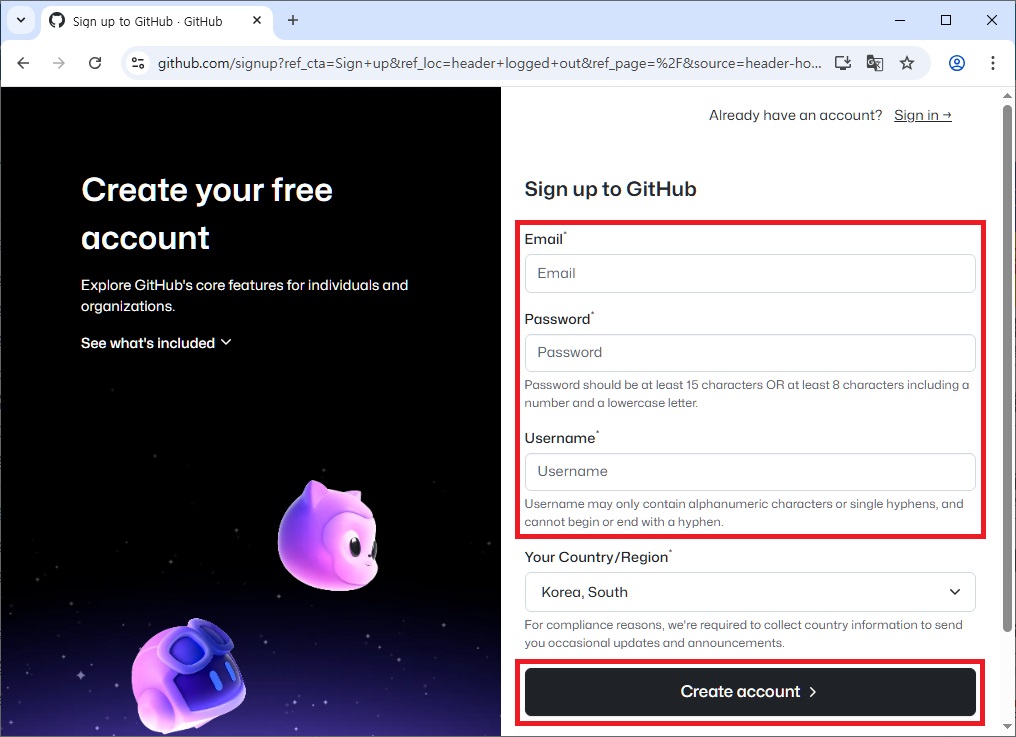 Sign up to GitHub · GitHub
github.com/signup?ref_cta=Sign+up&ref_loc=header+logged+out&ref_page=%2F&source=header-ho...
Create your free
account
Explore GitHub's core features for individuals and
organizations.
See what's included
Already have an account? Sign in →
Sign up to GitHub
Email*
Email
Password*
Password
Password should be at least 15 characters OR at least 8 characters including a
number and a lowercase letter.
Username*
Username
Username may only contain alphanumeric characters or single hyphens, and
cannot begin or end with a hyphen.
Your Country/Region*
Korea, South
For compliance reasons, we're required to collect country information to send
you occasional updates and announcements.
Create account